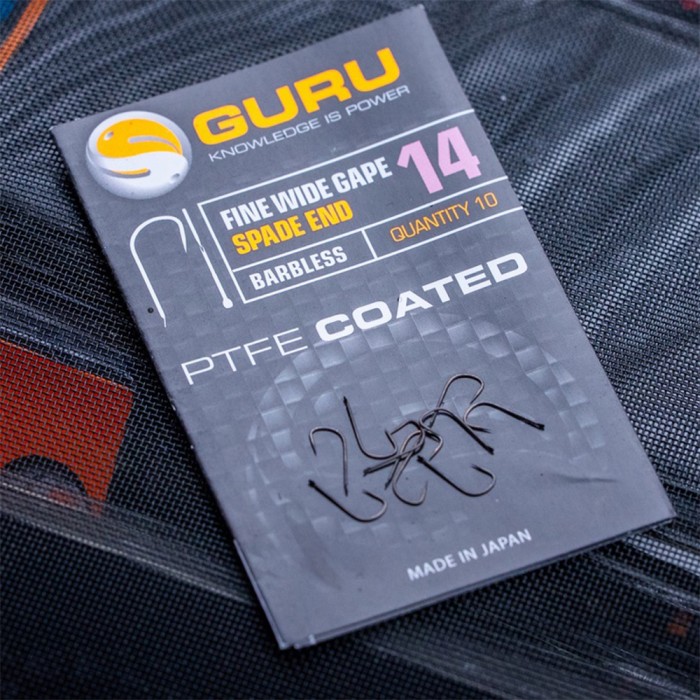 GURU
KNOWLEDGE IS POWER
FINE WIDE GAPE 14
SPADE END
BARBLESS QUANTITY 10
PTFE COATED
MADE IN JAPAN